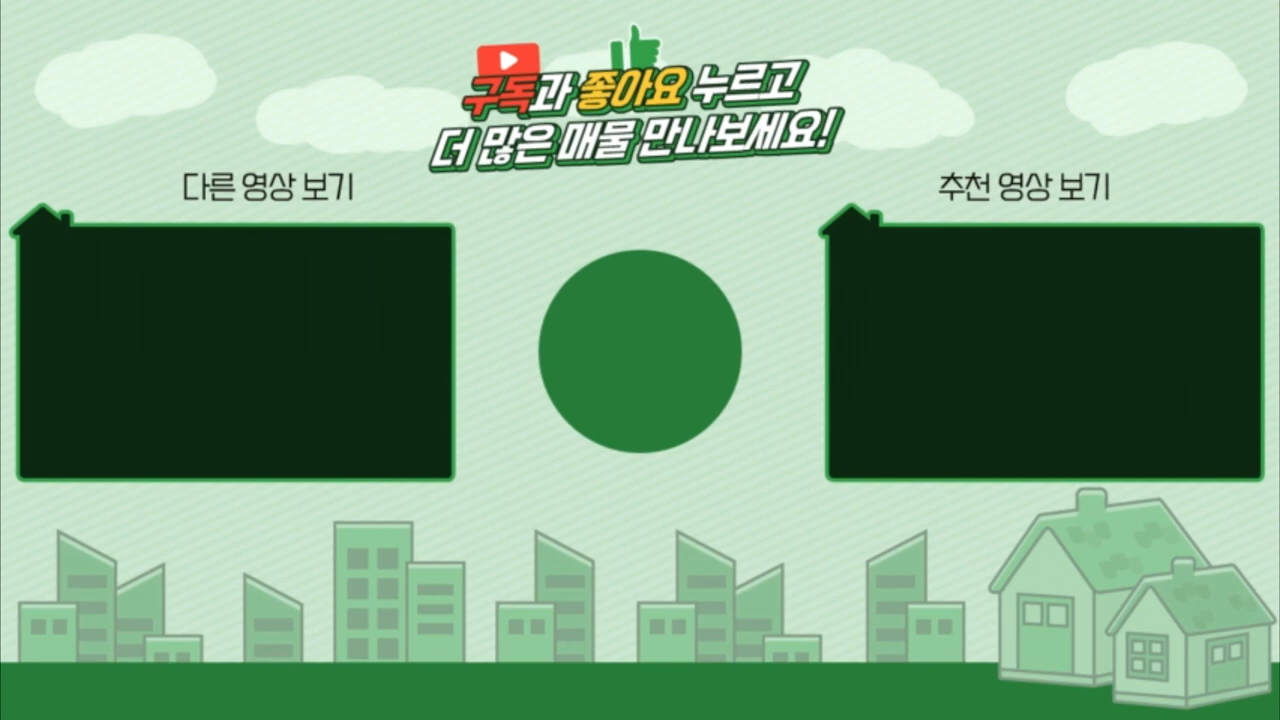 구독과 좋아요 누르고
더 많은 매물 만나보세요!
다른 영상 보기
추천 영상 보기